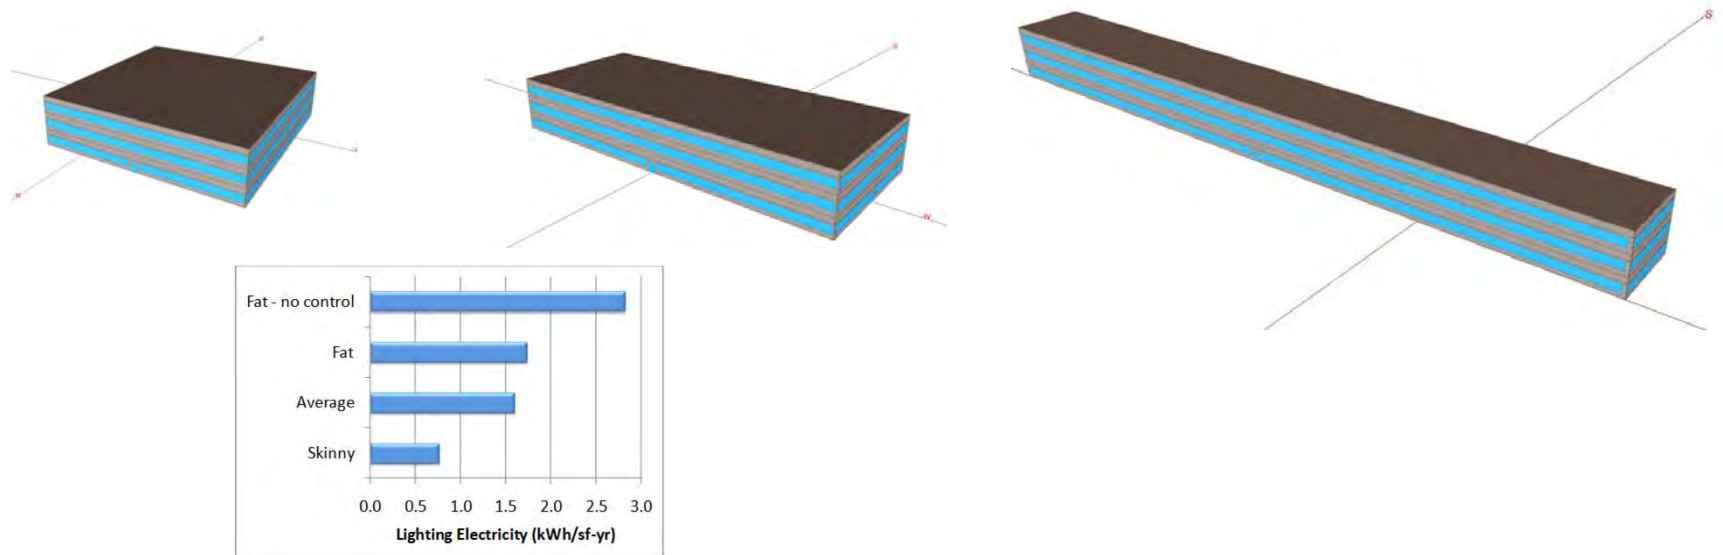 S
W
Fat - no control
Fat
Average
Skinny
0.0 0.5 1.0 1.5 2.0 2.5 3.0
Lighting Electricity (kWh/sf-yr)